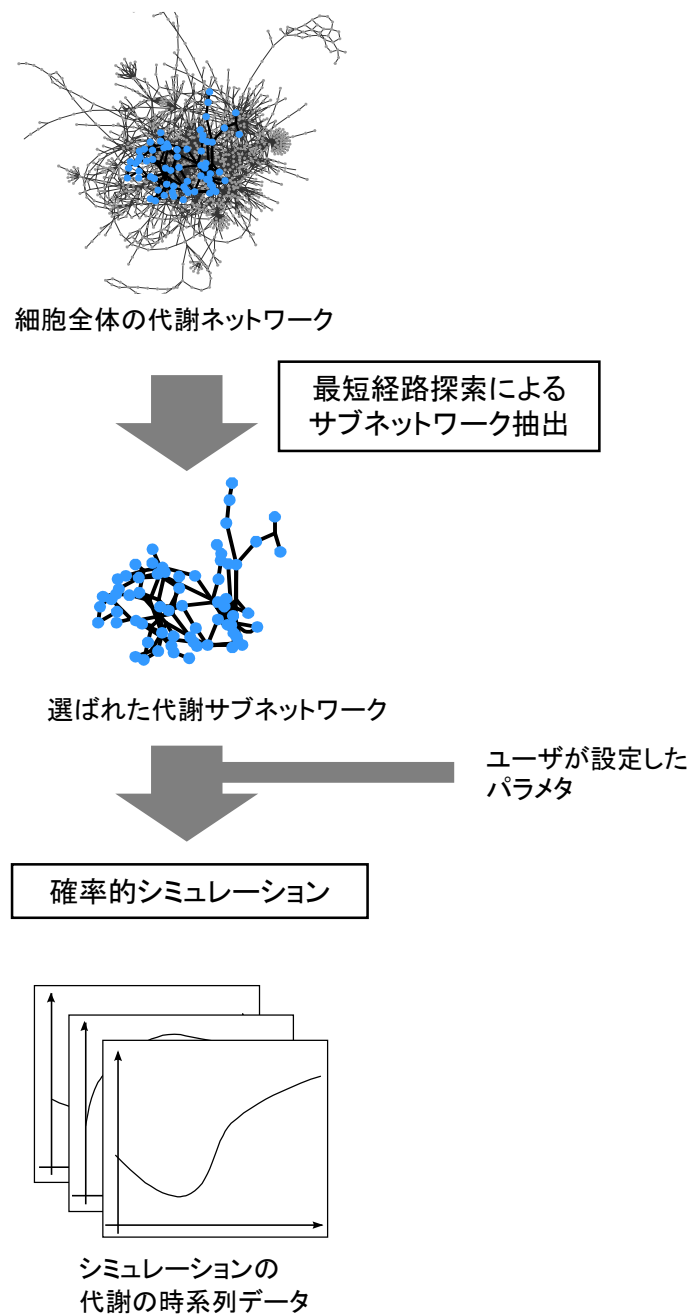 細胞全体の代謝ネットワーク
最短経路探索による
サブネットワーク抽出
選ばれた代謝サブネットワーク
ユーザが設定した
パラメタ
確率的シミュレーション
シミュレーションの
代謝の時系列データ